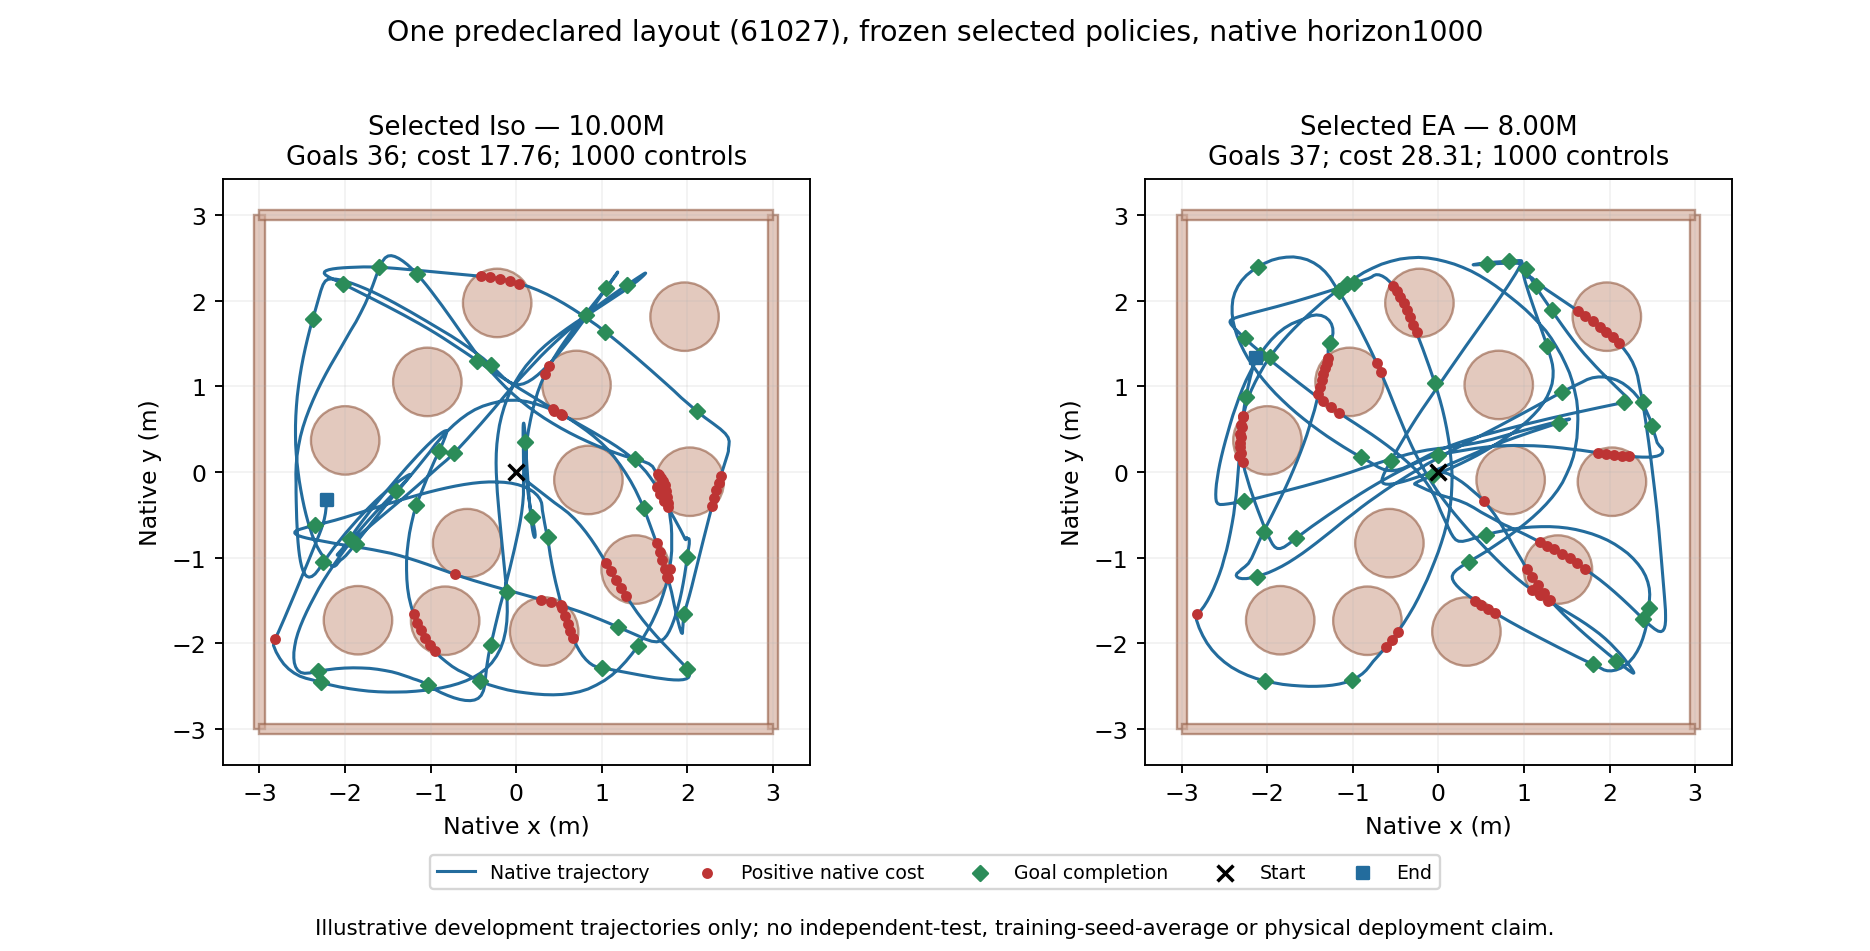 One predeclared layout (61027), frozen selected policies, native horizon1000
Selected Iso — 10.00M
Goals 36; cost 17.76; 1000 controls
Native y (m)
3
2
1
0
−1
−2
−3
−3 −2 −1 0 1 2 3
Native x (m)
Selected EA — 8.00M
Goals 37; cost 28.31; 1000 controls
Native y (m)
3
2
1
0
−1
−2
−3
−3 −2 −1 0 1 2 3
Native x (m)
Native trajectory Positive native cost Goal completion Start End
Illustrative development trajectories only; no independent-test, training-seed-average or physical deployment claim.